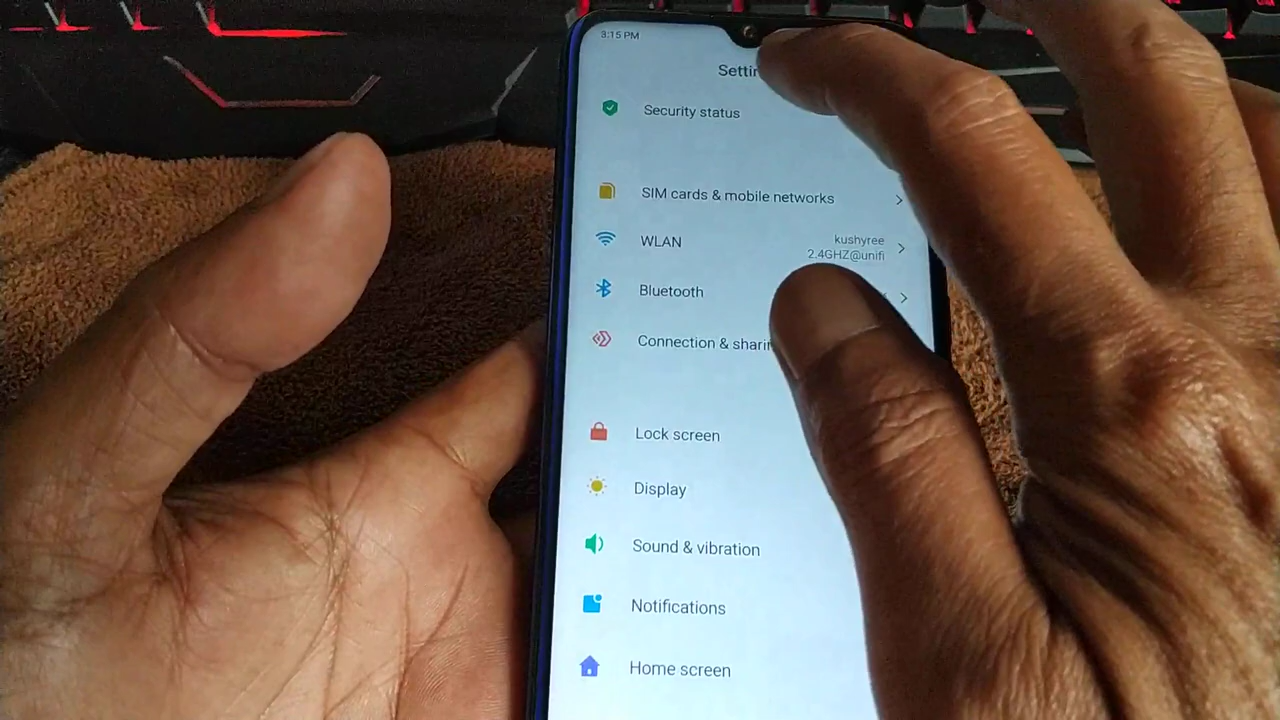 3:15 PM
Security status
SIM cards & mobile networks
WLAN
kushyree
2.4GHZ@unifi
Bluetooth
Connection &
Lock screen
Display
Sound & vibration
Notifications
Home screen